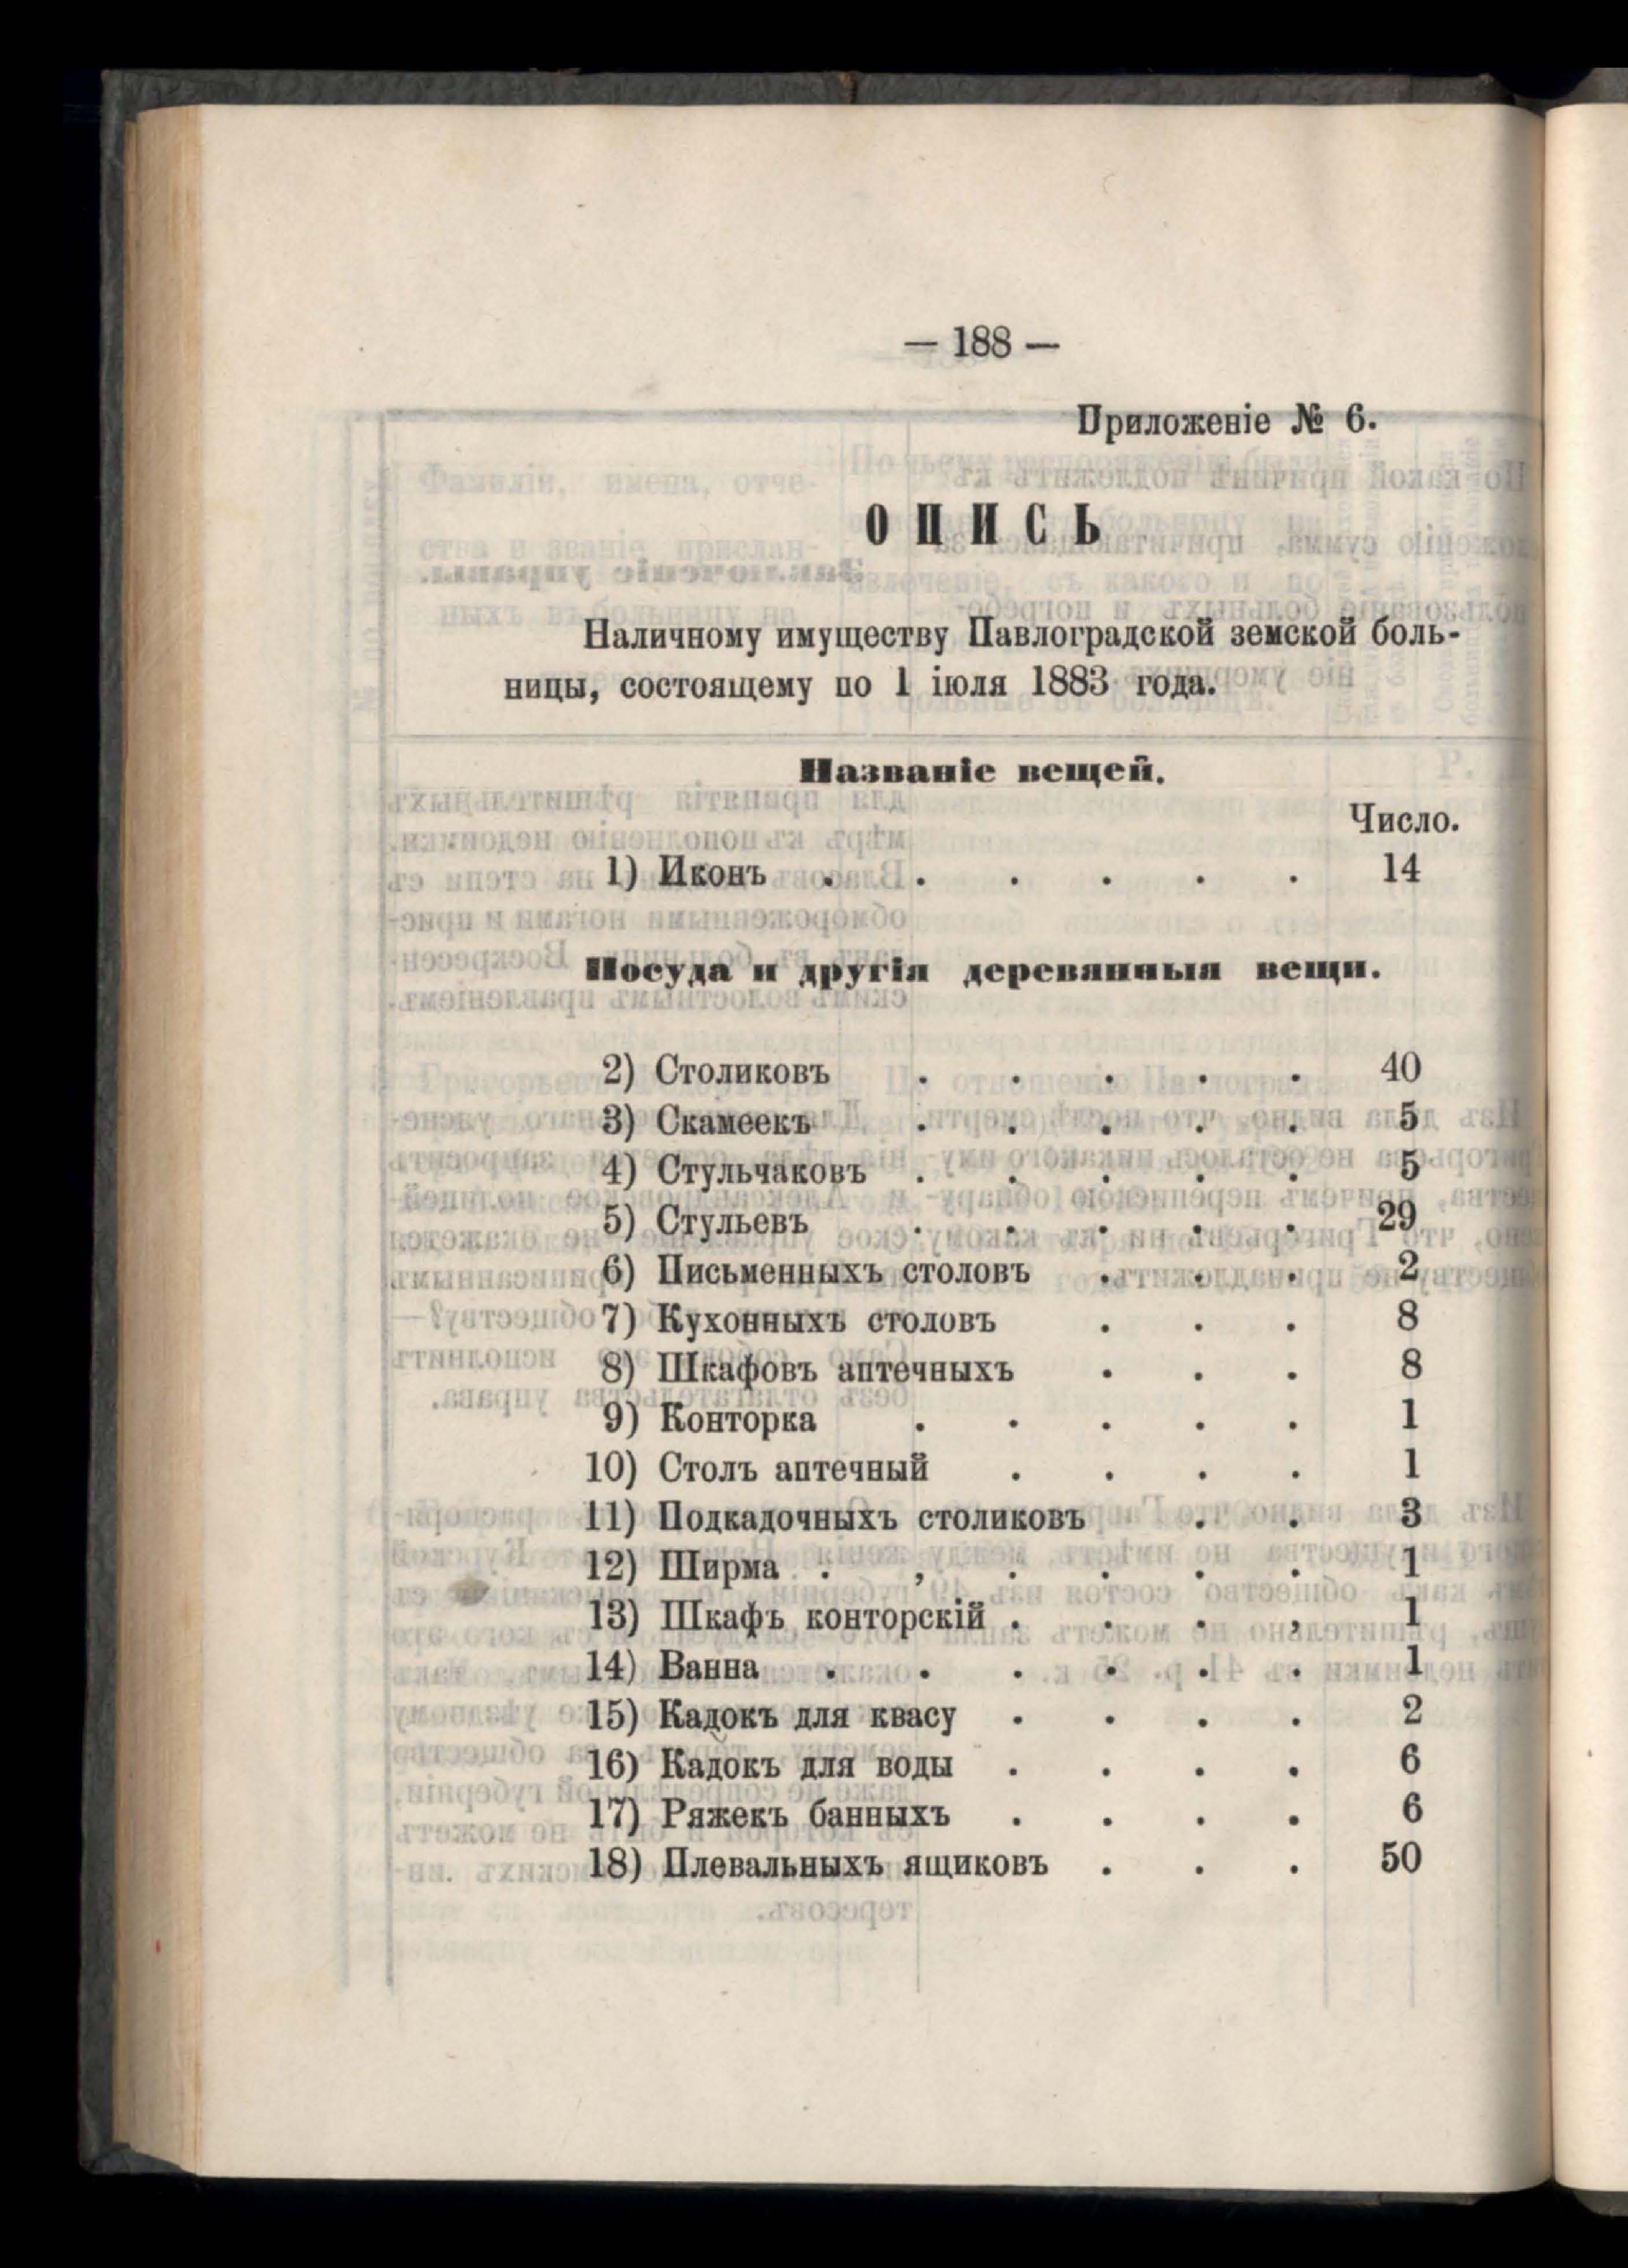 — 188 —
Приложеніе № 6.
ОПИСЬ
Наличному имуществу Павлоградской земской боль-
ницы, состоящему по 1 іюля 1883 года.
Названіе вещей.
Число.
1) Иконъ . . . . . . 14
Посуда и другія деревянныя вещи.
2) Столиковъ . . . . . 40
3) Скамеекъ . . . . . 5
4) Стульчаковъ . . . . . 5
5) Стульевъ . . . . . 29
6) Письменныхъ столовъ . . . 2
7) Кухонныхъ столовъ . . . 8
8) Шкафовъ аптечныхъ . . . 8
9) Конторка . . . . . 1
10) Столъ аптечный . . . . 1
11) Подкадочныхъ столиковъ . . 3
12) Ширма . , . . . . 1
13) Шкафъ конторскій . . . , 1
14) Ванна . . . . . . 1
15) Кадокъ для квасу . . . . 2
16) Кадокъ для воды . . . . 6
17) Ряжекъ банныхъ . . . . 6
18) Плевальныхъ ящиковъ . . . 50